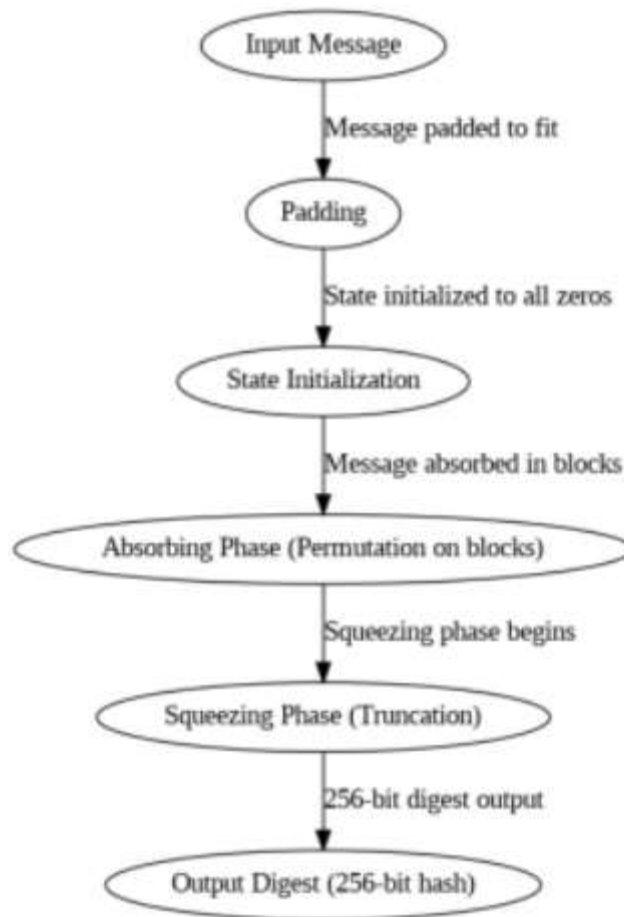 Input Message
Message padded to fit
Padding
State initialized to all zeros
State Initialization
Message absorbed in blocks
Absorbing Phase (Permutation on blocks)
Squeezing phase begins
Squeezing Phase (Truncation)
256-bit digest output
Output Digest (256-bit hash)